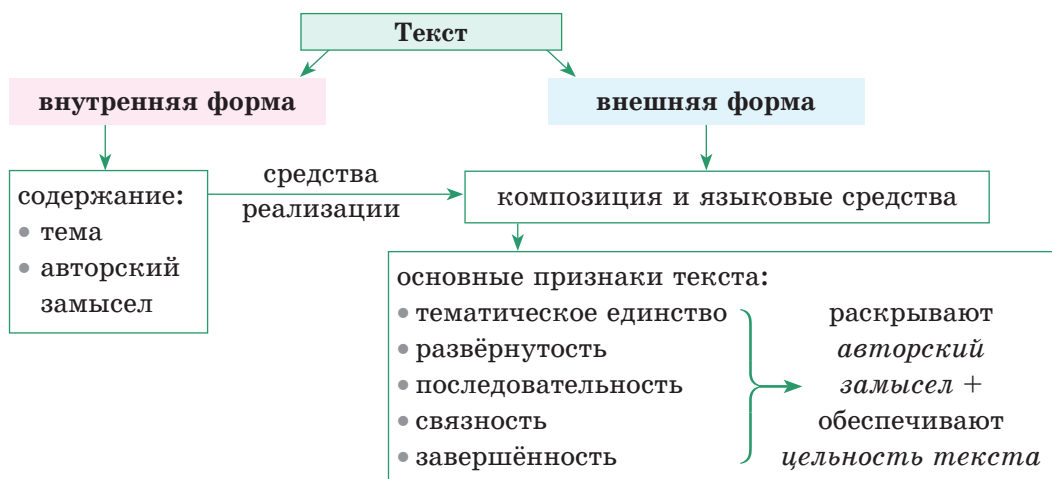 Текст
внутренняя форма
внешняя форма
содержание:
• тема
• авторский
замысел
средства
реализации
композиция и языковые средства
основные признаки текста:
• тематическое единство
• развёрнутость
• последовательность
• связность
• завершённость
раскрывают
авторский
замысел +
обеспечивают
цельность текста